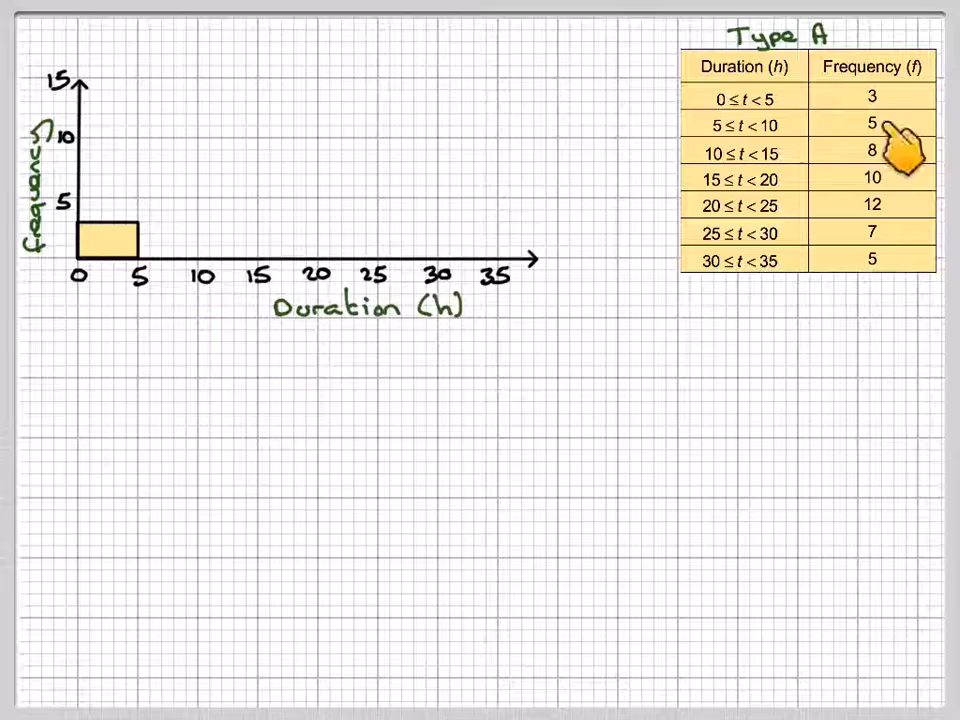 Type A
Duration (h) Frequency (f)
0 ≤ t < 5 3
5 ≤ t < 10 5
10 ≤ t < 15 8
15 ≤ t < 20 10
20 ≤ t < 25 12
25 ≤ t < 30 7
30 ≤ t < 35 5
15
10
5
frequency
0 5 10 15 20 25 30 35
Duration (h)